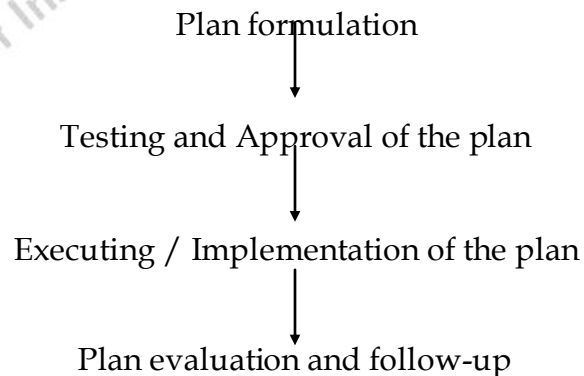 Plan formulation
Testing and Approval of the plan
Executing / Implementation of the plan
Plan evaluation and follow-up